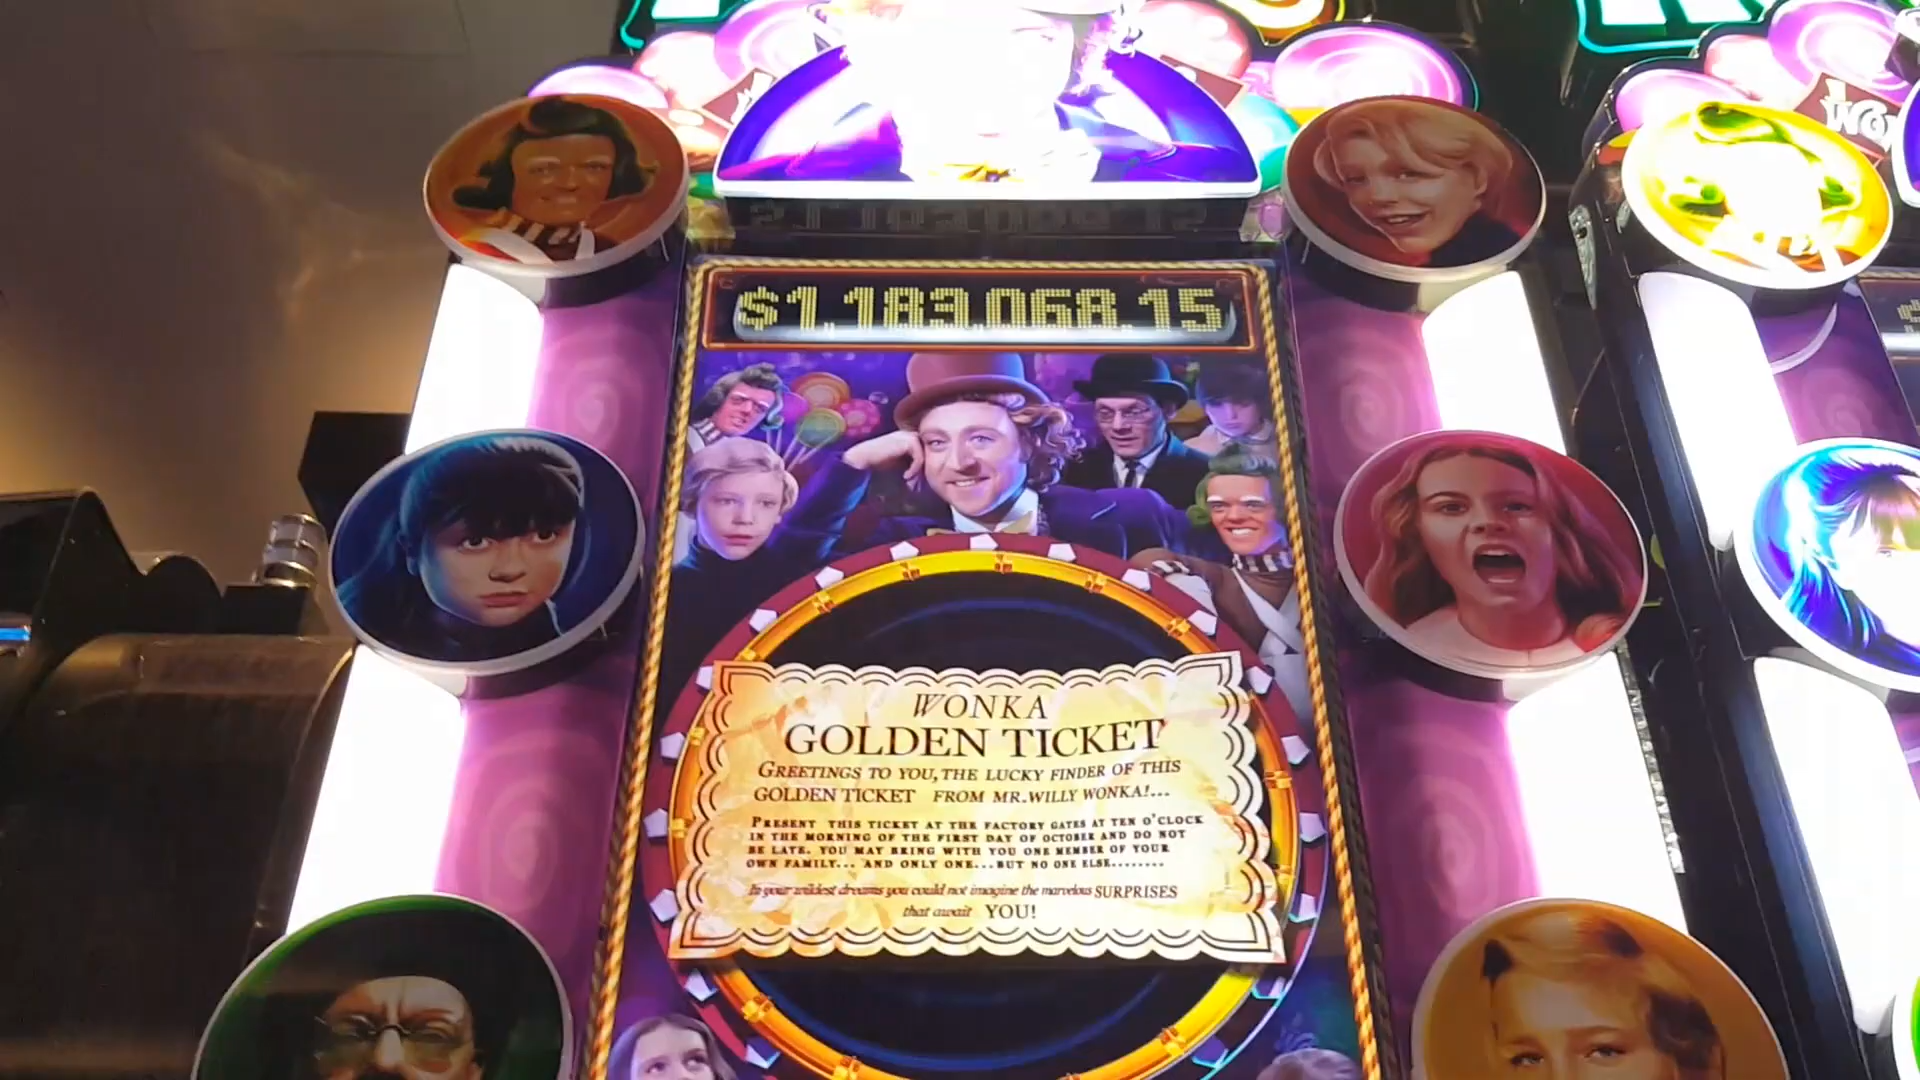 $1,183,068.15
WONKA
GOLDEN TICKET
GREETINGS TO YOU, THE LUCKY FINDER OF THIS
GOLDEN TICKET FROM MR. WILLY WONKA!...
PRESENT THIS TICKET AT THE FACTORY GATES AT TEN O'CLOCK
IN THE MORNING OF THE FIRST DAY OF OCTOBER AND DO NOT
BE LATE. YOU MAY BRING WITH YOU ONE MEMBER OF YOUR
OWN FAMILY... AND ONLY ONE...BUT NO ONE ELSE........
In your wildest dreams you could not imagine the marvelous SURPRISES
that await YOU!